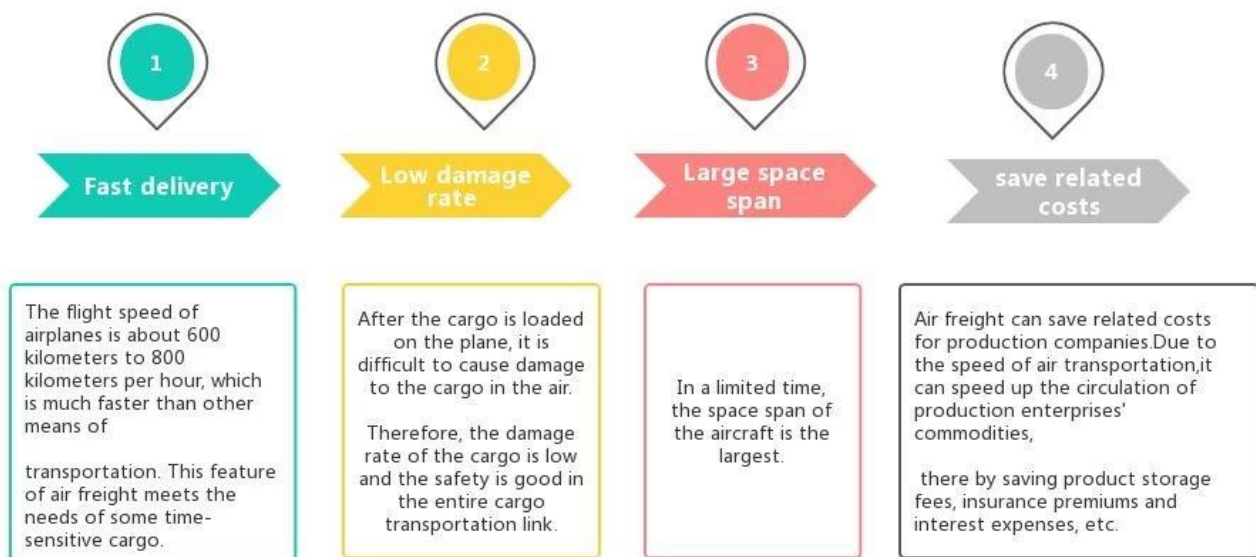 1
Fast delivery
The flight speed of
airplanes is about 600
kilometers to 800
kilometers per hour, which
is much faster than other
means of
transportation. This feature
of air freight meets the
needs of some time-
sensitive cargo.
2
Low damage
rate
After the cargo is loaded
on the plane, it is
difficult to cause damage
to the cargo in the air.
Therefore, the damage
rate of the cargo is low
and the safety is good in
the entire cargo
transportation link.
3
Large space
span
In a limited time,
the space span of
the aircraft is the
largest.
4
save related
costs
Air freight can save related costs
for production companies.Due to
the speed of air transportation,it
can speed up the circulation of
production enterprises'
commodities,
there by saving product storage
fees, insurance premiums and
interest expenses, etc.